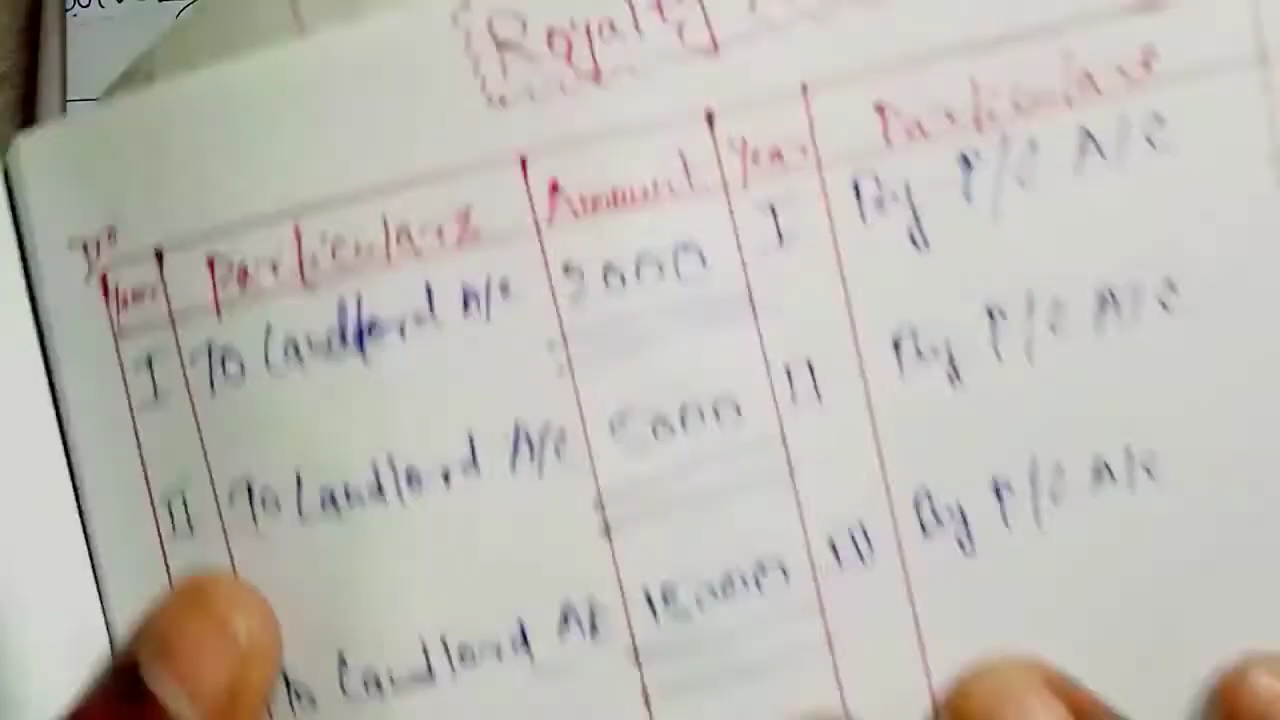 Royalty
Year Particulars Amount Year Particulars
I To Landlord A/c 5000 I By P/L A/c
II To Landlord A/c 5000 II By P/L A/c
To Landlord A/c 15000 III By P/L A/c